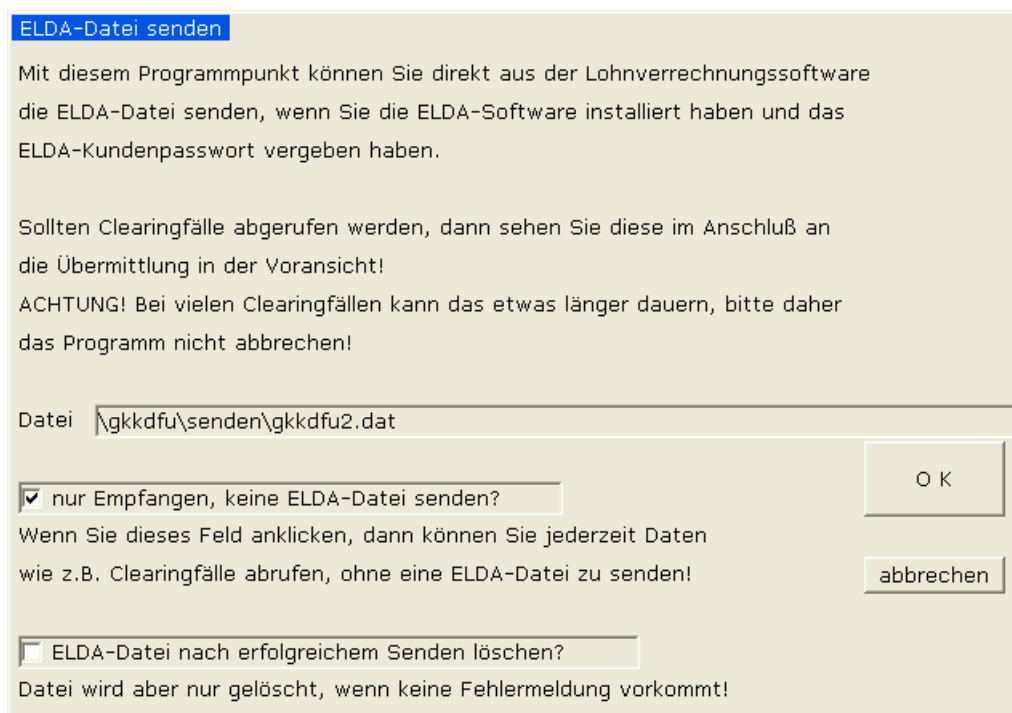 ELDA-Datei senden
Mit diesem Programmpunkt können Sie direkt aus der Lohnverrechnungssoftware
die ELDA-Datei senden, wenn Sie die ELDA-Software installiert haben und das
ELDA-Kundenpasswort vergeben haben.
Sollten Clearingfälle abgerufen werden, dann sehen Sie diese im Anschluß an
die Übermittlung in der Voransicht!
ACHTUNG! Bei vielen Clearingfällen kann das etwas länger dauern, bitte daher
das Programm nicht abbrechen!
Datei \gkkdfu\senden\gkkdfu2.dat
O K
nur Empfangen, keine ELDA-Datei senden?
Wenn Sie dieses Feld anklicken, dann können Sie jederzeit Daten
wie z.B. Clearingfälle abrufen, ohne eine ELDA-Datei zu senden!
abbrechen
ELDA-Datei nach erfolgreichem Senden löschen?
Datei wird aber nur gelöscht, wenn keine Fehlermeldung vorkommt!